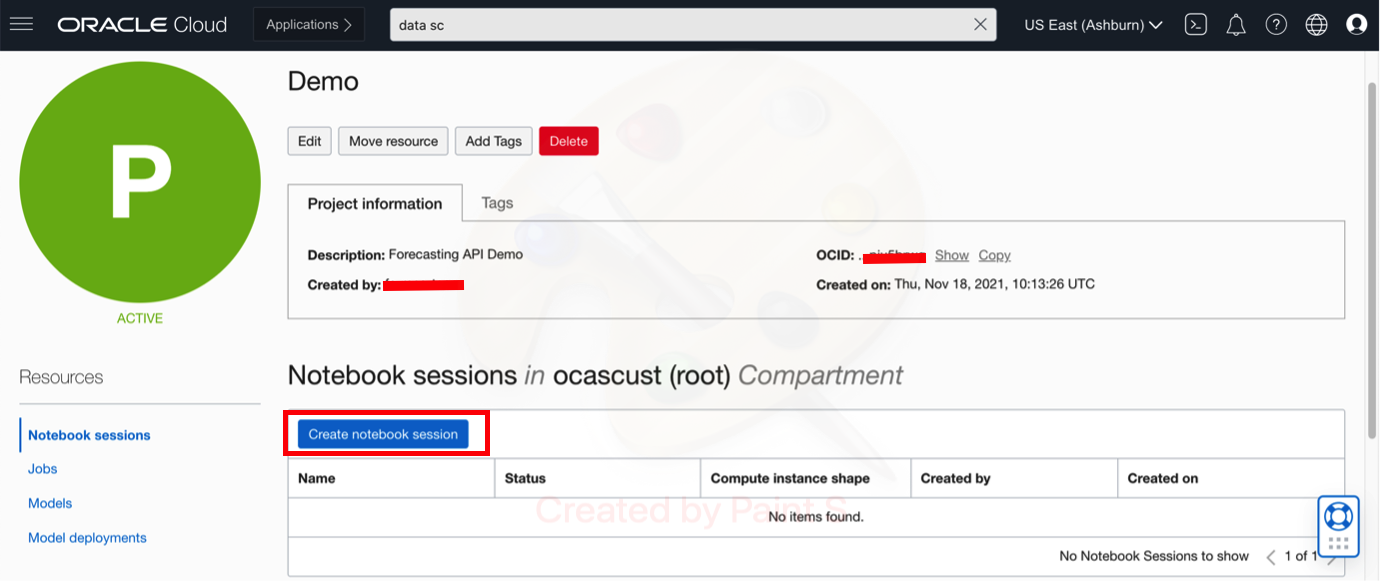 ORACLE Cloud Applications data sc US East (Ashburn)
P
ACTIVE
Demo
Edit Move resource Add Tags Delete
Project information Tags
Description: Forecasting API Demo OCID: Show Copy
Created by: Created on: Thu, Nov 18, 2021, 10:13:26 UTC
Resources
Notebook sessions
Jobs
Models
Model deployments
Notebook sessions in ocascust (root) Compartment
Create notebook session
Name Status Compute instance shape Created by Created on
No items found.
Created by Paint S
No Notebook Sessions to show 1 of 1